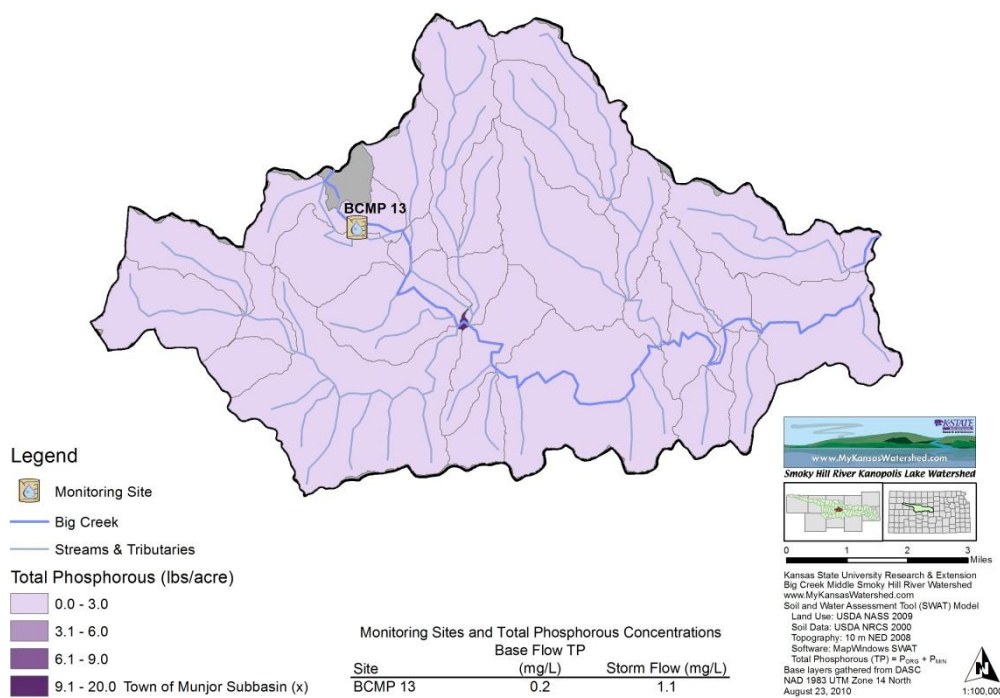 BCMP 13
Legend
Monitoring Site
Big Creek
Streams & Tributaries
Total Phosphorous (lbs/acre)
0.0 - 3.0
3.1 - 6.0
6.1 - 9.0
9.1 - 20.0 Town of Munjor Subbasin (x)
Monitoring Sites and Total Phosphorous Concentrations
Base Flow TP
Site (mg/L) Storm Flow (mg/L)
BCMP 13 0.2 1.1
K-STATE
www.MyKansasWatershed.com
Smoky Hill River Kanopolis Lake Watershed
0 1 2 3
Miles
Kansas State University Research & Extension
Big Creek Middle Smoky Hill River Watershed
www.MyKansasWatershed.com
Soil and Water Assessment Tool (SWAT) Model
Land Use: USDA NASS 2009
Soil Data: USDA NRCS 2000
Topography: 10 m NED 2008
Software: MapWindows SWAT
Total Phosphorous (TP) = PORG + PMIN
Base layers gathered from DASC
NAD 1983 UTM Zone 14 North
August 23, 2010